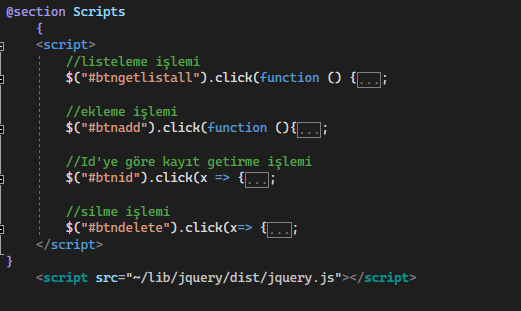 @section Scripts
{
<script>
//listeleme işlemi
$("#btngetlistall").click(function () {...;
//ekleme işlemi
$("#btnadd").click(function (){...;
//Id'ye göre kayıt getirme işlemi
$("#btnid").click(x => {...;
//silme işlemi
$("#btndelete").click(x=> {...;
</script>
}
<script src="~/lib/jquery/dist/jquery.js"></script>